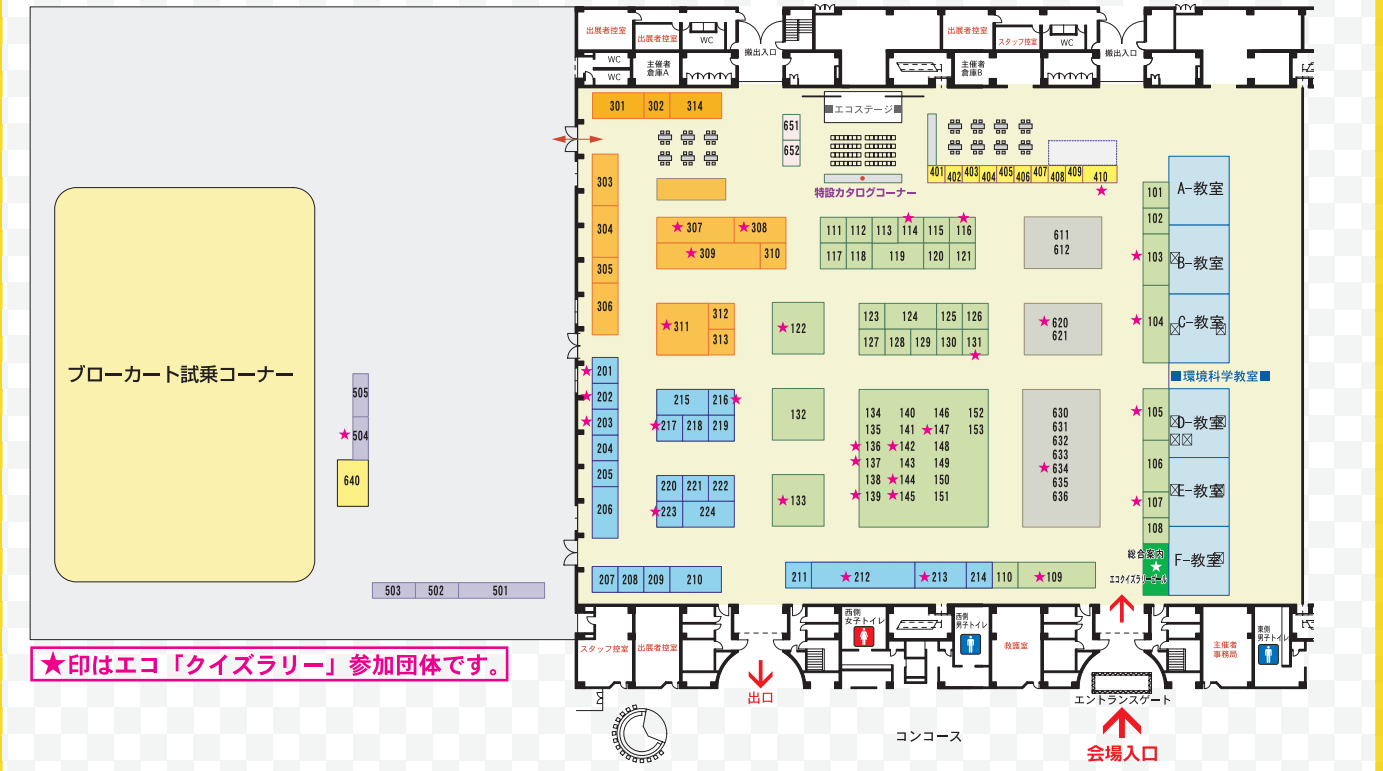 出展者控室
出展者控室
WC
搬出入口
WC
主催者
倉庫A
WC
出展者控室
スタッフ控室
WC
搬出入口
主催者
倉庫B
301 302 314
■エコステージ■
651
652
特設カタログコーナー
401 402 403 404 405 406 407 408 409 410
303
304
305
306
★307 ★308
★309 310
111 112 113 114 115 116
117 118 119 120 121
611
612
101
102
★103
★104
A-教室
B-教室
C-教室
■環境科学教室■
★311 312
313
★122
123 124 125 126
127 128 129 130 131
★620
621
ブローカート試乗コーナー
505
★504
640
503 502 501
★201
★202
★203
204
205
206
215 216★
★217 218 219
220 221 222
★223 224
132
★133
134 140 146 152
135 141 ★147 153
★136 ★142 148
★137 143 149
138 ★144 150
★139 ★145 151
630
631
632
633
★634
635
636
★105
106
★107
108
D-教室
E-教室
F-教室
総合案内
★
エコクイズラリーゴール
207 208 209 210
211 ★212 ★213 214 110 ★109
スタッフ控室
出展者控室
西側
女子トイレ
西側
男子トイレ
救護室
主催者
事務局
東側
男子トイレ
★印はエコ「クイズラリー」参加団体です。
出口
エントランスゲート
コンコース
会場入口